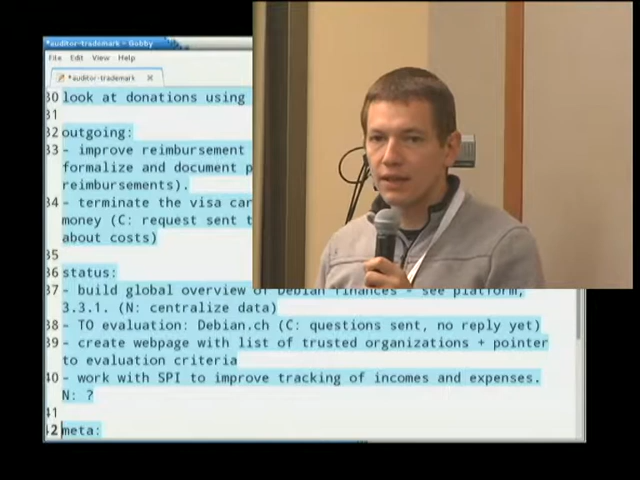 *auditor-trademark - Gobby
File Edit View Help
*auditor-trademark
30 look at donations using
31
32 outgoing:
33 - improve reimbursement
formalize and document p
reimbursements).
34 - terminate the visa car
money (C: request sent t
about costs)
35
36 status:
37 - build global overview of Debian finances - see platform,
3.3.1. (N: centralize data)
38 - TO evaluation: Debian.ch (C: questions sent, no reply yet)
39 - create webpage with list of trusted organizations + pointer
to evaluation criteria
40 - work with SPI to improve tracking of incomes and expenses.
N: ?
41
42 meta: